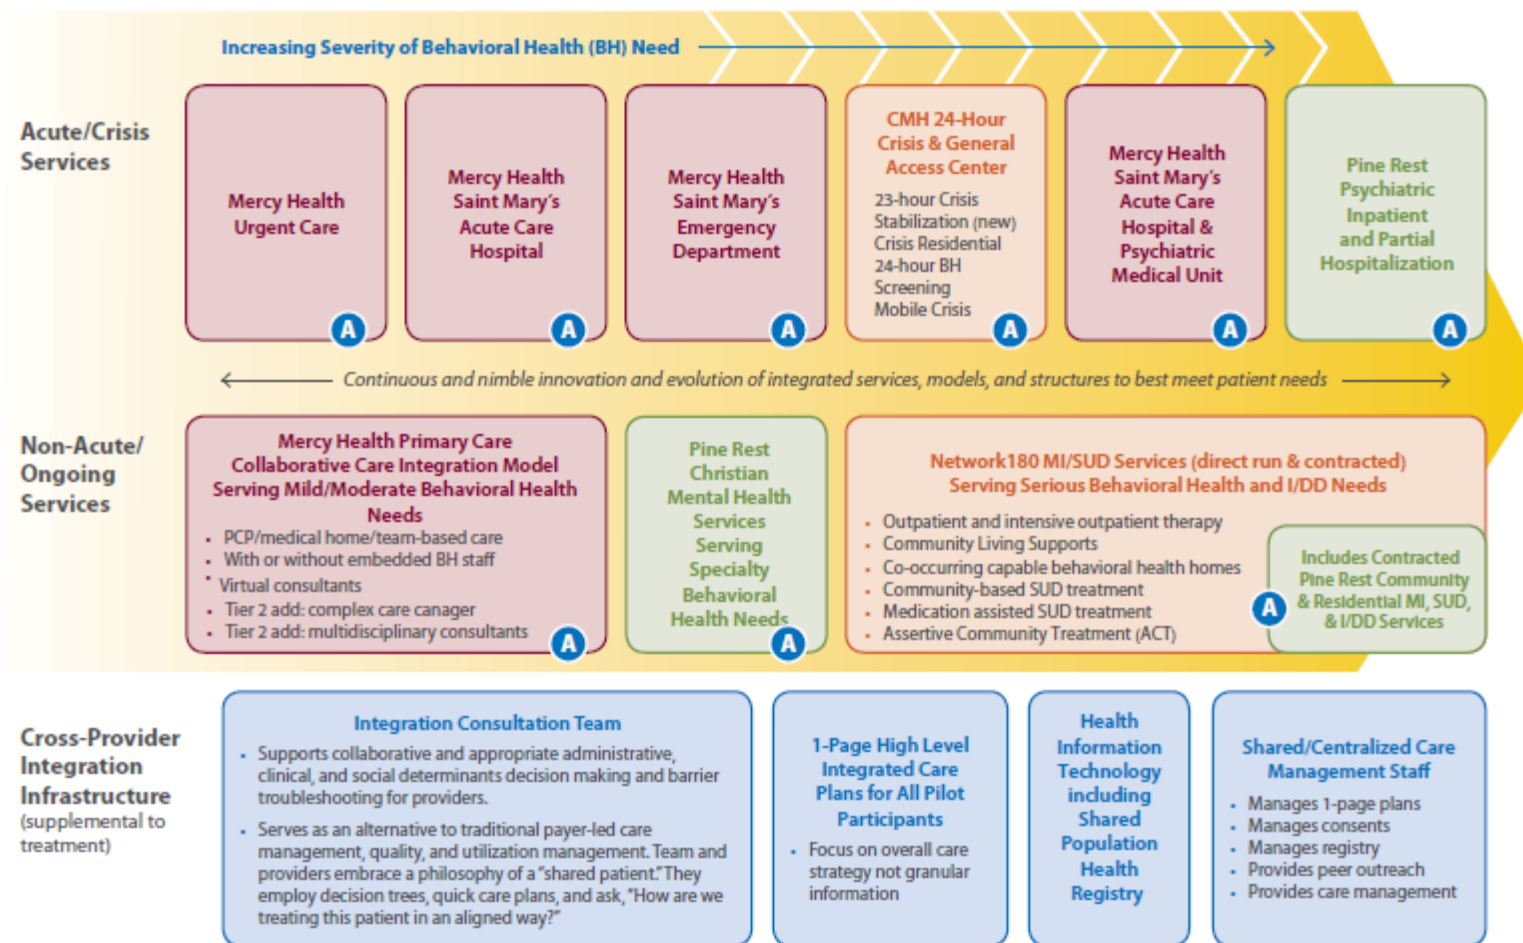 Increasing Severity of Behavioral Health (BH) Need
Acute/Crisis
Services
Mercy Health
Urgent Care
A
Mercy Health
Saint Mary's
Acute Care
Hospital
A
Mercy Health
Saint Mary's
Emergency
Department
A
CMH 24-Hour
Crisis & General
Access Center
23-hour Crisis
Stabilization (new)
Crisis Residential
24-hour BH
Screening
Mobile Crisis
A
Mercy Health
Saint Mary's
Acute Care
Hospital &
Psychiatric
Medical Unit
A
Pine Rest
Psychiatric
Inpatient
and Partial
Hospitalization
A
Continuous and nimble innovation and evolution of integrated services, models, and structures to best meet patient needs
Non-Acute/
Ongoing
Services
Mercy Health Primary Care
Collaborative Care Integration Model
Serving Mild/Moderate Behavioral Health
Needs
• PCP/medical home/team-based care
• With or without embedded BH staff
• Virtual consultants
• Tier 2 add: complex care canager
• Tier 2 add: multidisciplinary consultants
A
Pine Rest
Christian
Mental Health
Services
Serving
Specialty
Behavioral
Health Needs
A
Network180 MI/SUD Services (direct run & contracted)
Serving Serious Behavioral Health and I/DD Needs
• Outpatient and intensive outpatient therapy
• Community Living Supports
• Co-occurring capable behavioral health homes
• Community-based SUD treatment
• Medication assisted SUD treatment
• Assertive Community Treatment (ACT)
A
Includes Contracted
Pine Rest Community
& Residential MI, SUD,
& I/DD Services
Cross-Provider
Integration
Infrastructure
(supplemental to
treatment)
Integration Consultation Team
• Supports collaborative and appropriate administrative,
clinical, and social determinants decision making and barrier
troubleshooting for providers.
• Serves as an alternative to traditional payer-led care
management, quality, and utilization management. Team and
providers embrace a philosophy of a "shared patient." They
employ decision trees, quick care plans, and ask, "How are we
treating this patient in an aligned way?"
1-Page High Level
Integrated Care
Plans for All Pilot
Participants
• Focus on overall care
strategy not granular
information
Health
Information
Technology
including
Shared
Population
Health
Registry
Shared/Centralized Care
Management Staff
• Manages 1-page plans
• Manages consents
• Manages registry
• Provides peer outreach
• Provides care management